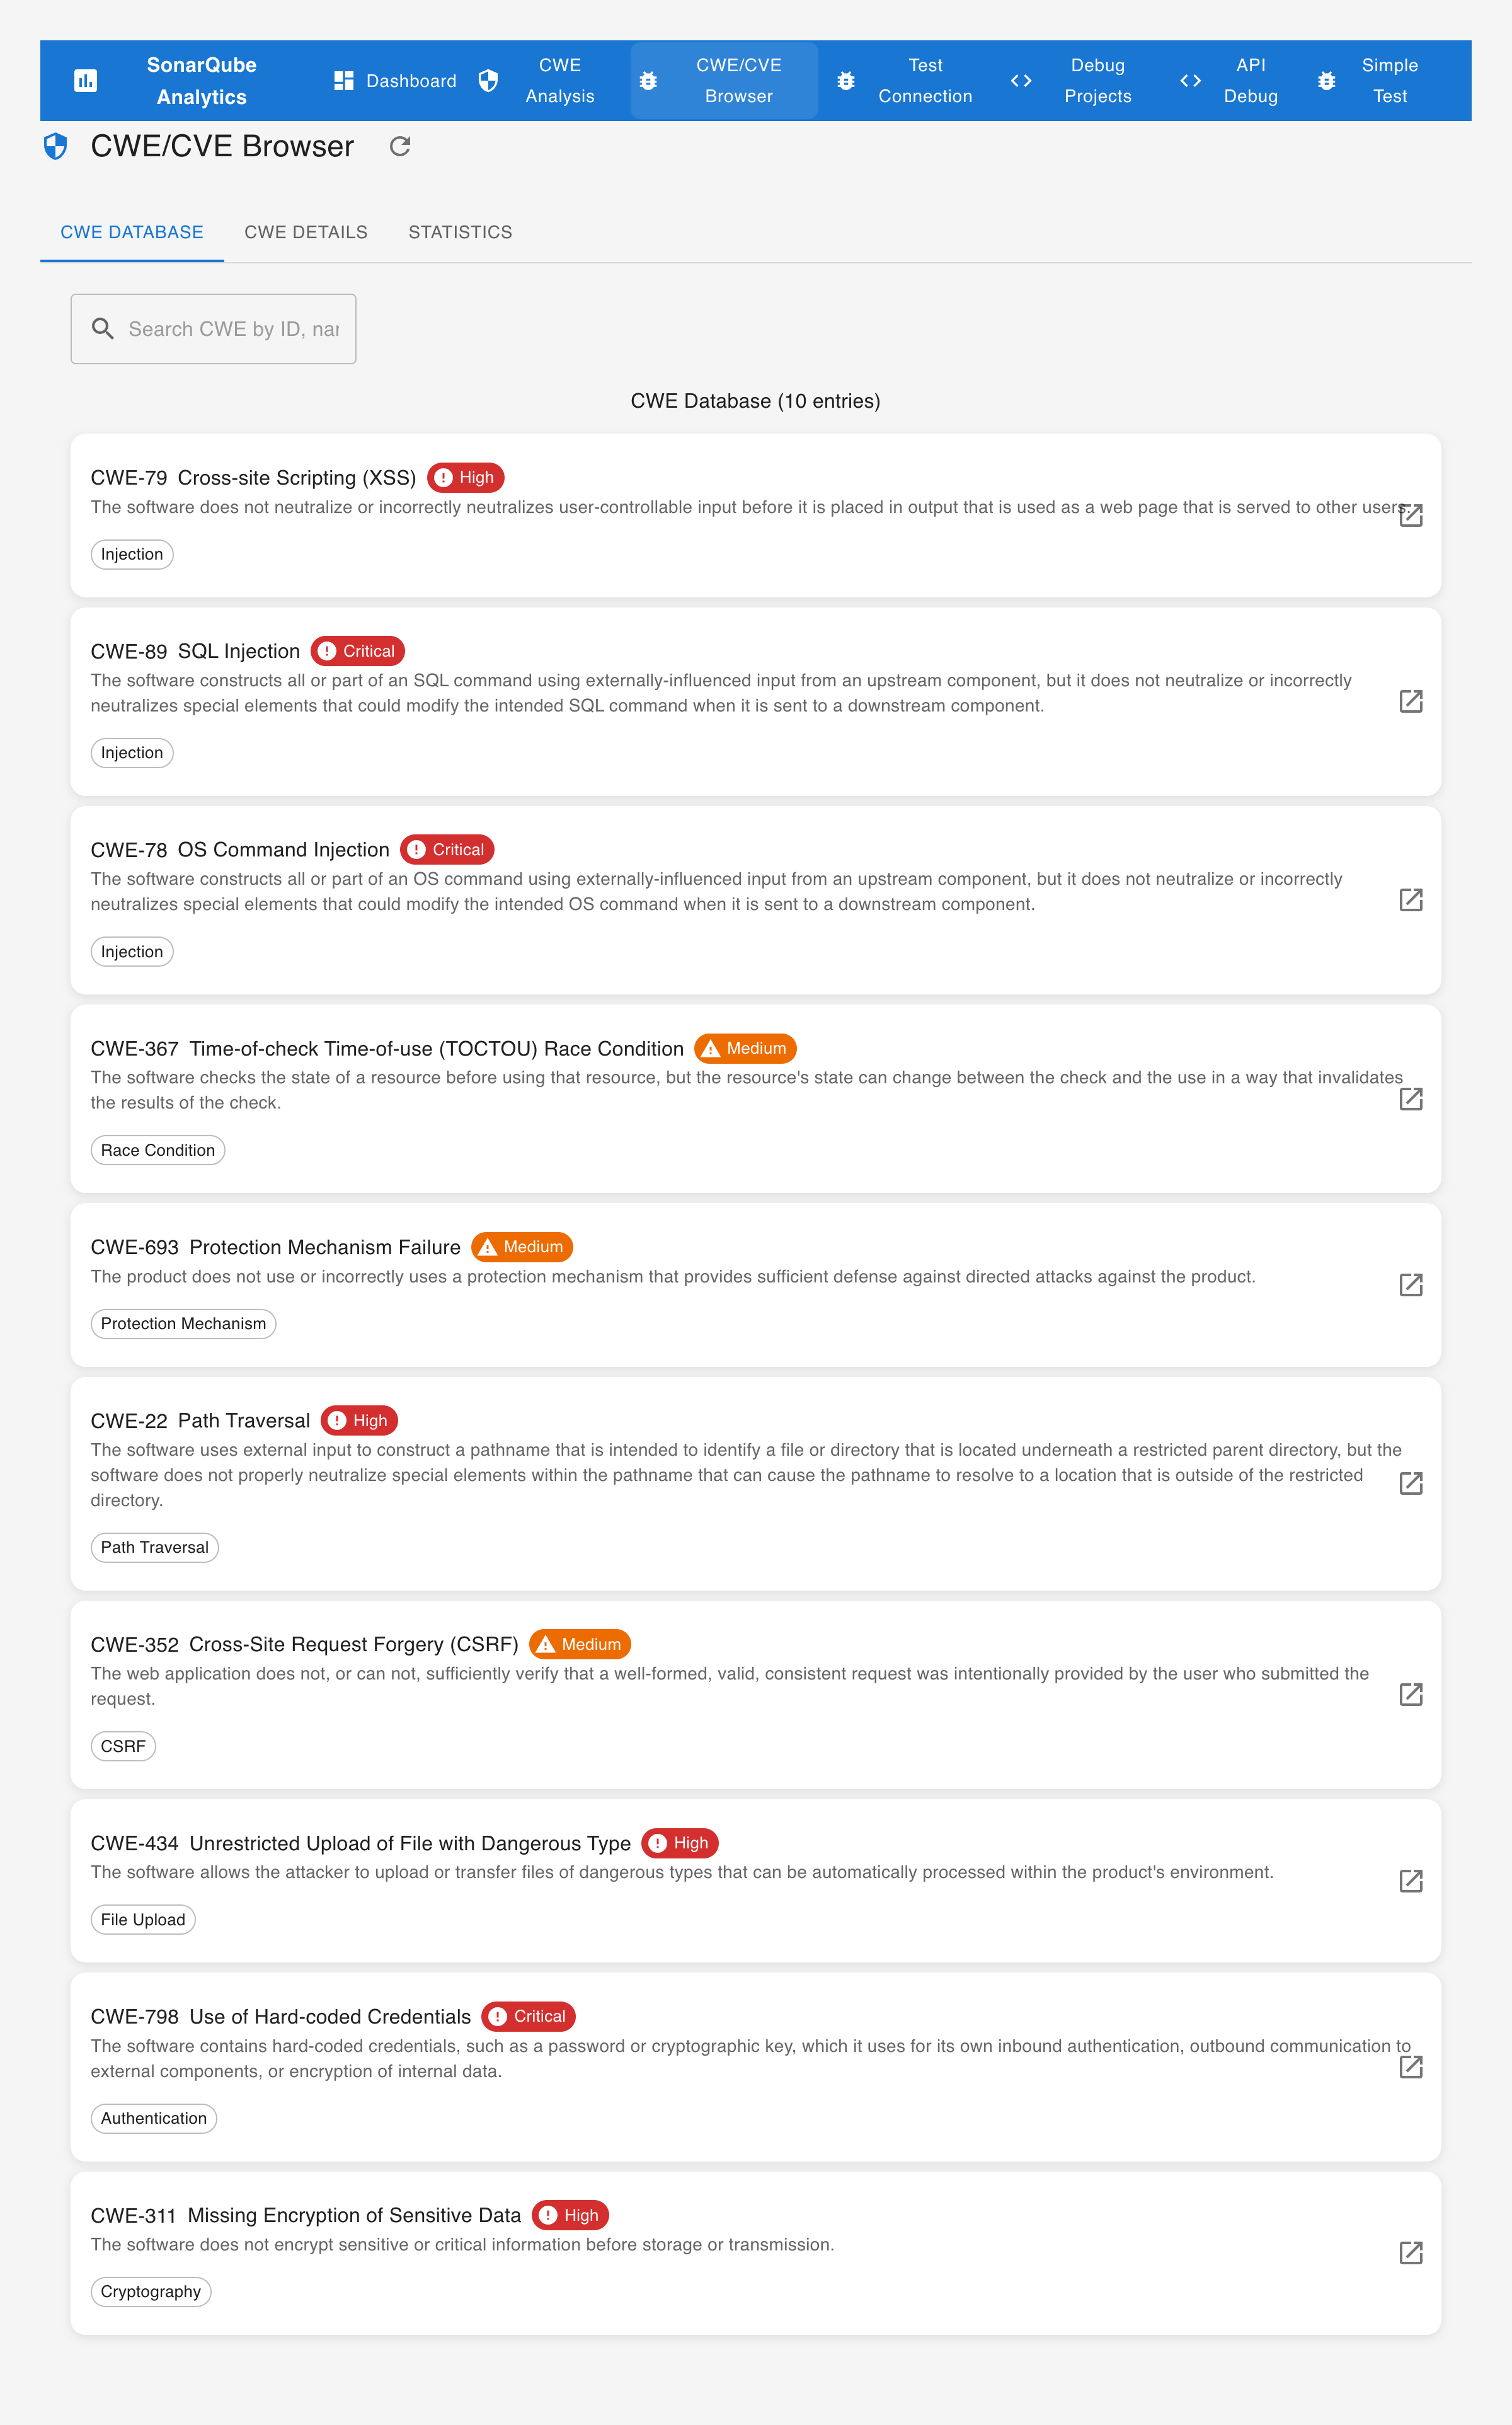 SonarQube
Analytics
Dashboard
CWE
Analysis
CWE/CVE
Browser
Test
Connection
Debug
Projects
API
Debug
Simple
Test
CWE/CVE Browser
CWE DATABASE
CWE DETAILS
STATISTICS
Search CWE by ID, nar
CWE Database (10 entries)
CWE-79 Cross-site Scripting (XSS) High
The software does not neutralize or incorrectly neutralizes user-controllable input before it is placed in output that is used as a web page that is served to other users.
Injection
CWE-89 SQL Injection Critical
The software constructs all or part of an SQL command using externally-influenced input from an upstream component, but it does not neutralize or incorrectly
neutralizes special elements that could modify the intended SQL command when it is sent to a downstream component.
Injection
CWE-78 OS Command Injection Critical
The software constructs all or part of an OS command using externally-influenced input from an upstream component, but it does not neutralize or incorrectly
neutralizes special elements that could modify the intended OS command when it is sent to a downstream component.
Injection
CWE-367 Time-of-check Time-of-use (TOCTOU) Race Condition Medium
The software checks the state of a resource before using that resource, but the resource's state can change between the check and the use in a way that invalidates
the results of the check.
Race Condition
CWE-693 Protection Mechanism Failure Medium
The product does not use or incorrectly uses a protection mechanism that provides sufficient defense against directed attacks against the product.
Protection Mechanism
CWE-22 Path Traversal High
The software uses external input to construct a pathname that is intended to identify a file or directory that is located underneath a restricted parent directory, but the
software does not properly neutralize special elements within the pathname that can cause the pathname to resolve to a location that is outside of the restricted
directory.
Path Traversal
CWE-352 Cross-Site Request Forgery (CSRF) Medium
The web application does not, or can not, sufficiently verify that a well-formed, valid, consistent request was intentionally provided by the user who submitted the
request.
CSRF
CWE-434 Unrestricted Upload of File with Dangerous Type High
The software allows the attacker to upload or transfer files of dangerous types that can be automatically processed within the product's environment.
File Upload
CWE-798 Use of Hard-coded Credentials Critical
The software contains hard-coded credentials, such as a password or cryptographic key, which it uses for its own inbound authentication, outbound communication to
external components, or encryption of internal data.
Authentication
CWE-311 Missing Encryption of Sensitive Data High
The software does not encrypt sensitive or critical information before storage or transmission.
Cryptography